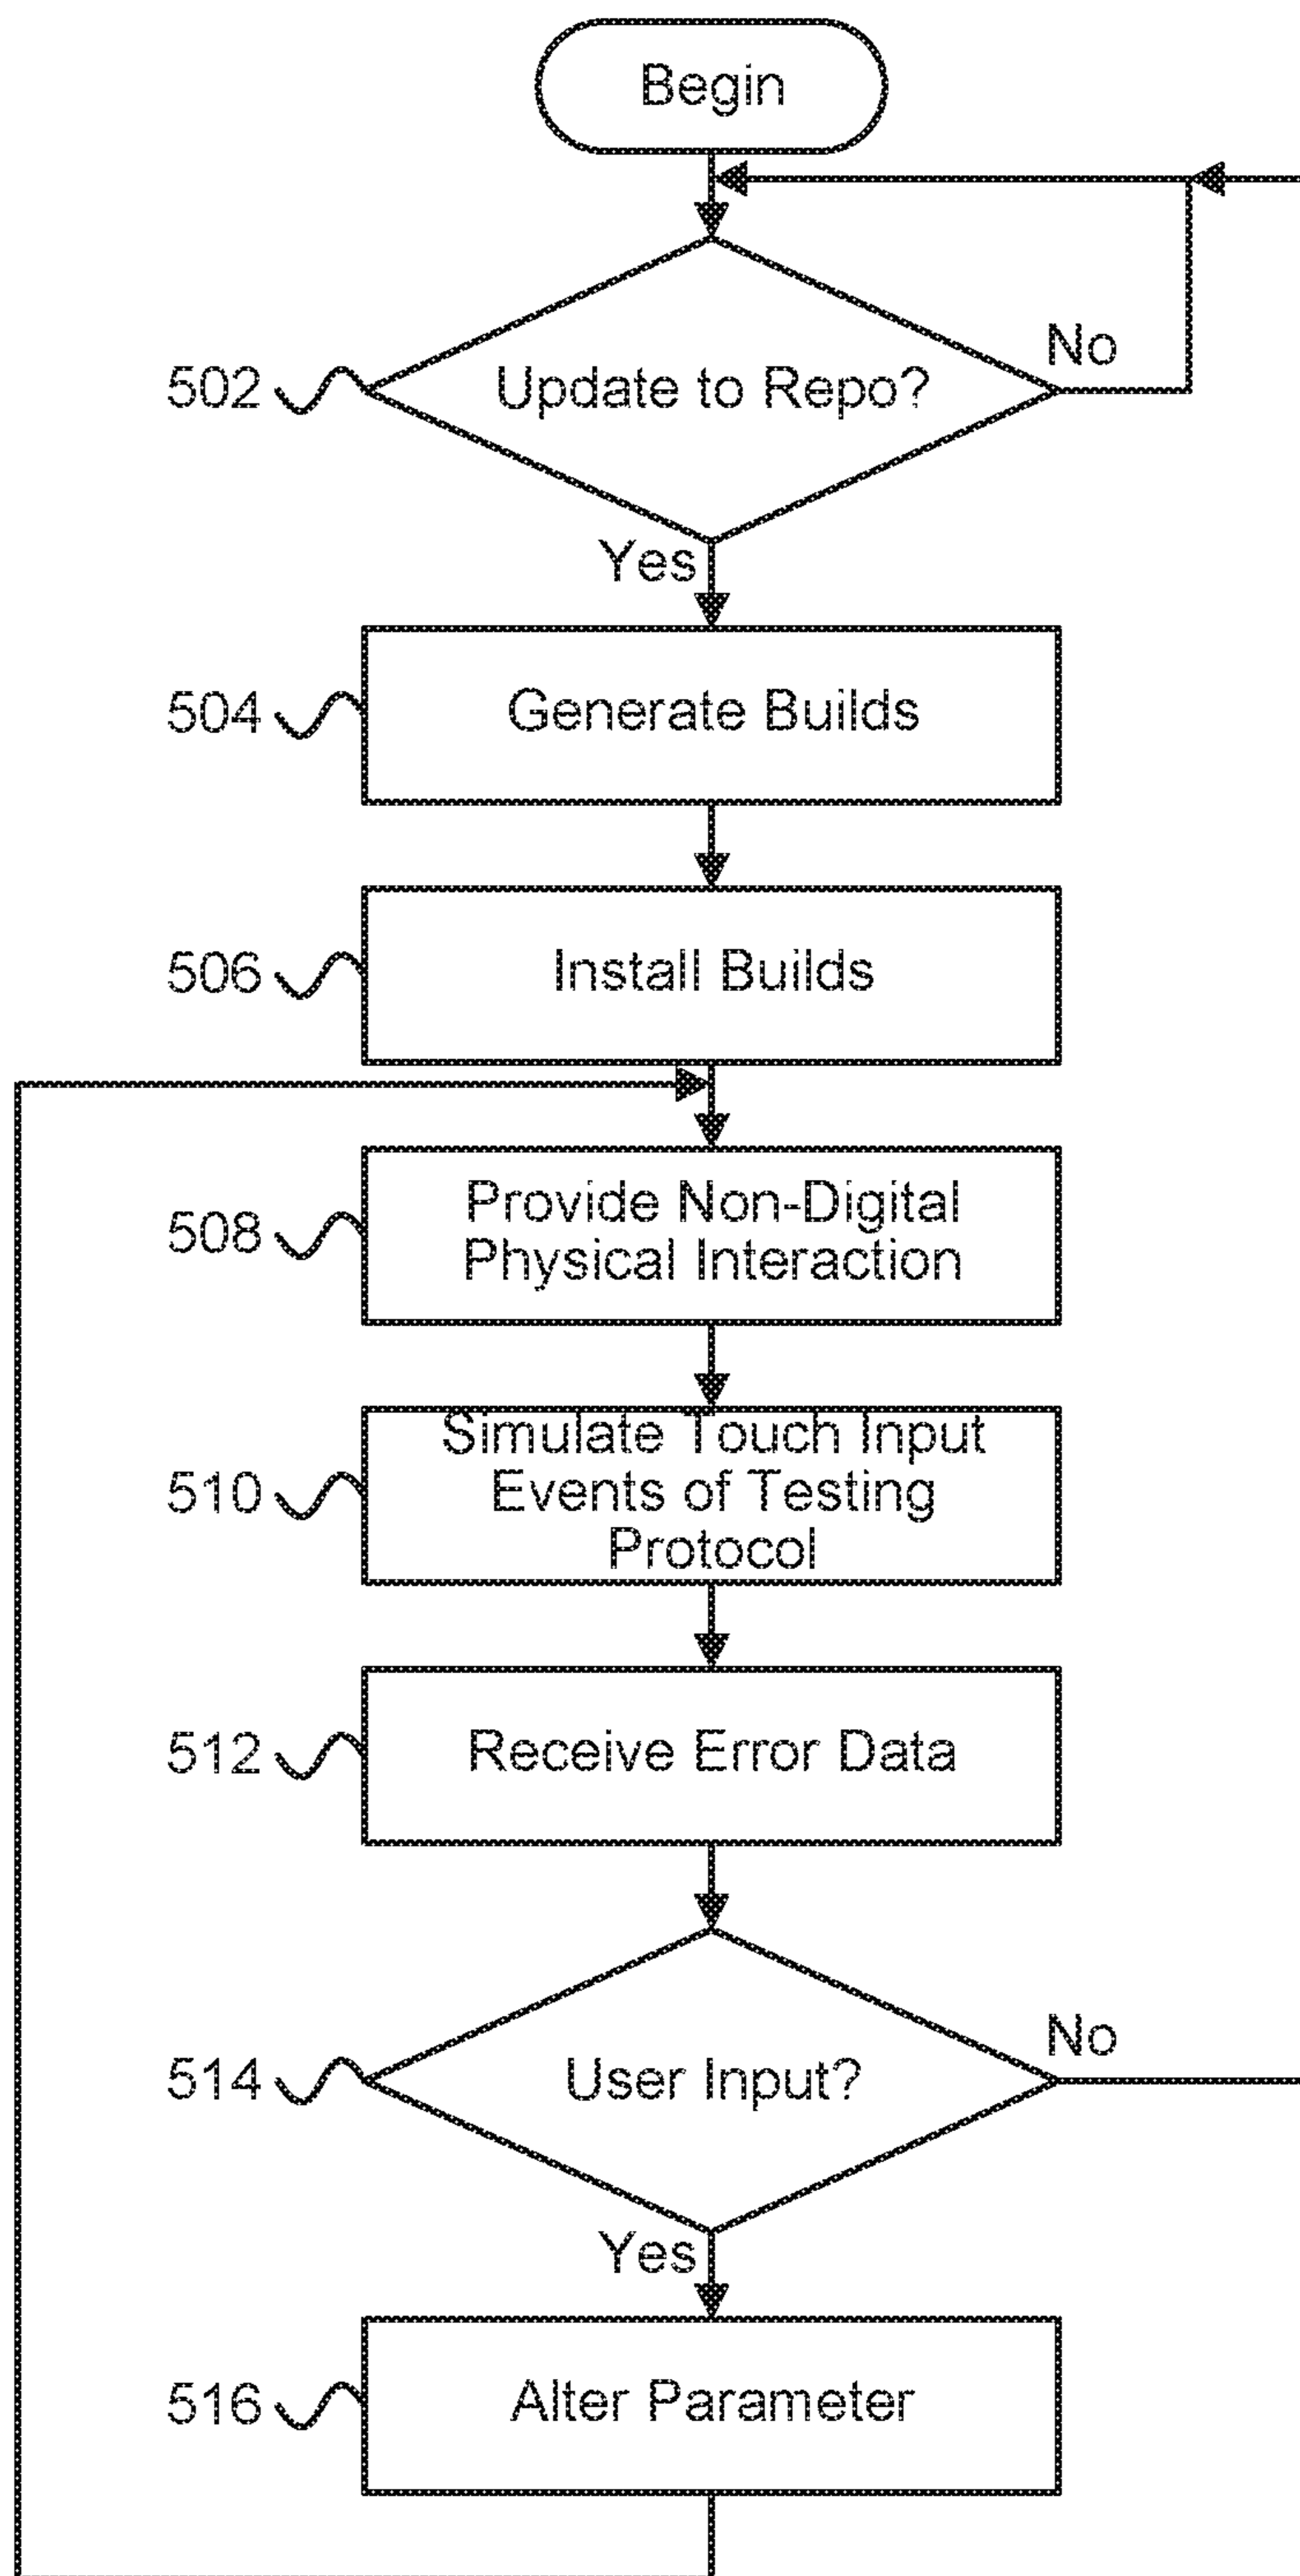 Begin
No
502
Update to Repo?
Yes
504
Generate Builds
506
Install Builds
508
Provide Non-Digital
Physical Interaction
510
Simulate Touch Input
Events of Testing
Protocol
512
Receive Error Data
No
514
User Input?
Yes
516
Alter Parameter